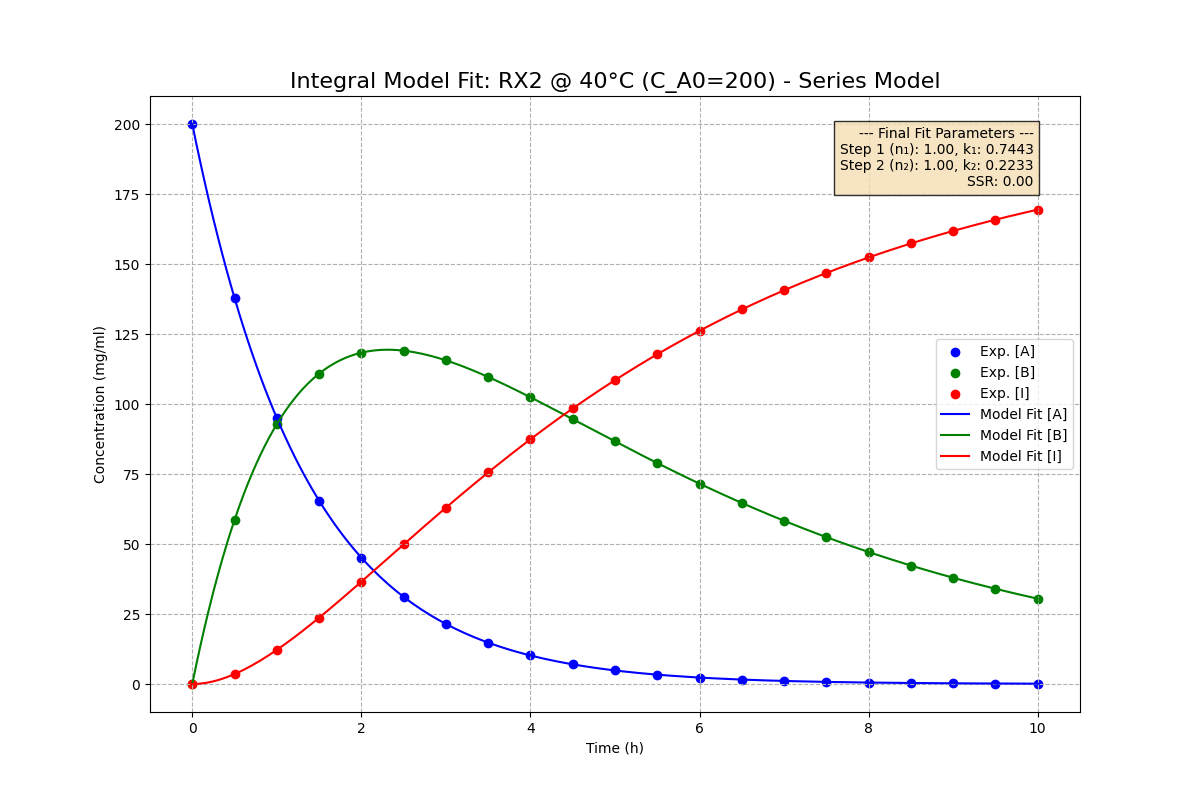 Integral Model Fit: RX2 @ 40°C (C_A0=200) - Series Model
--- Final Fit Parameters ---
Step 1 (n₁): 1.00, k₁: 0.7443
Step 2 (n₂): 1.00, k₂: 0.2233
SSR: 0.00
Concentration (mg/ml)
200
175
150
125
100
75
50
25
0
Exp. [A]
Exp. [B]
Exp. [I]
Model Fit [A]
Model Fit [B]
Model Fit [I]
0 2 4 6 8 10
Time (h)